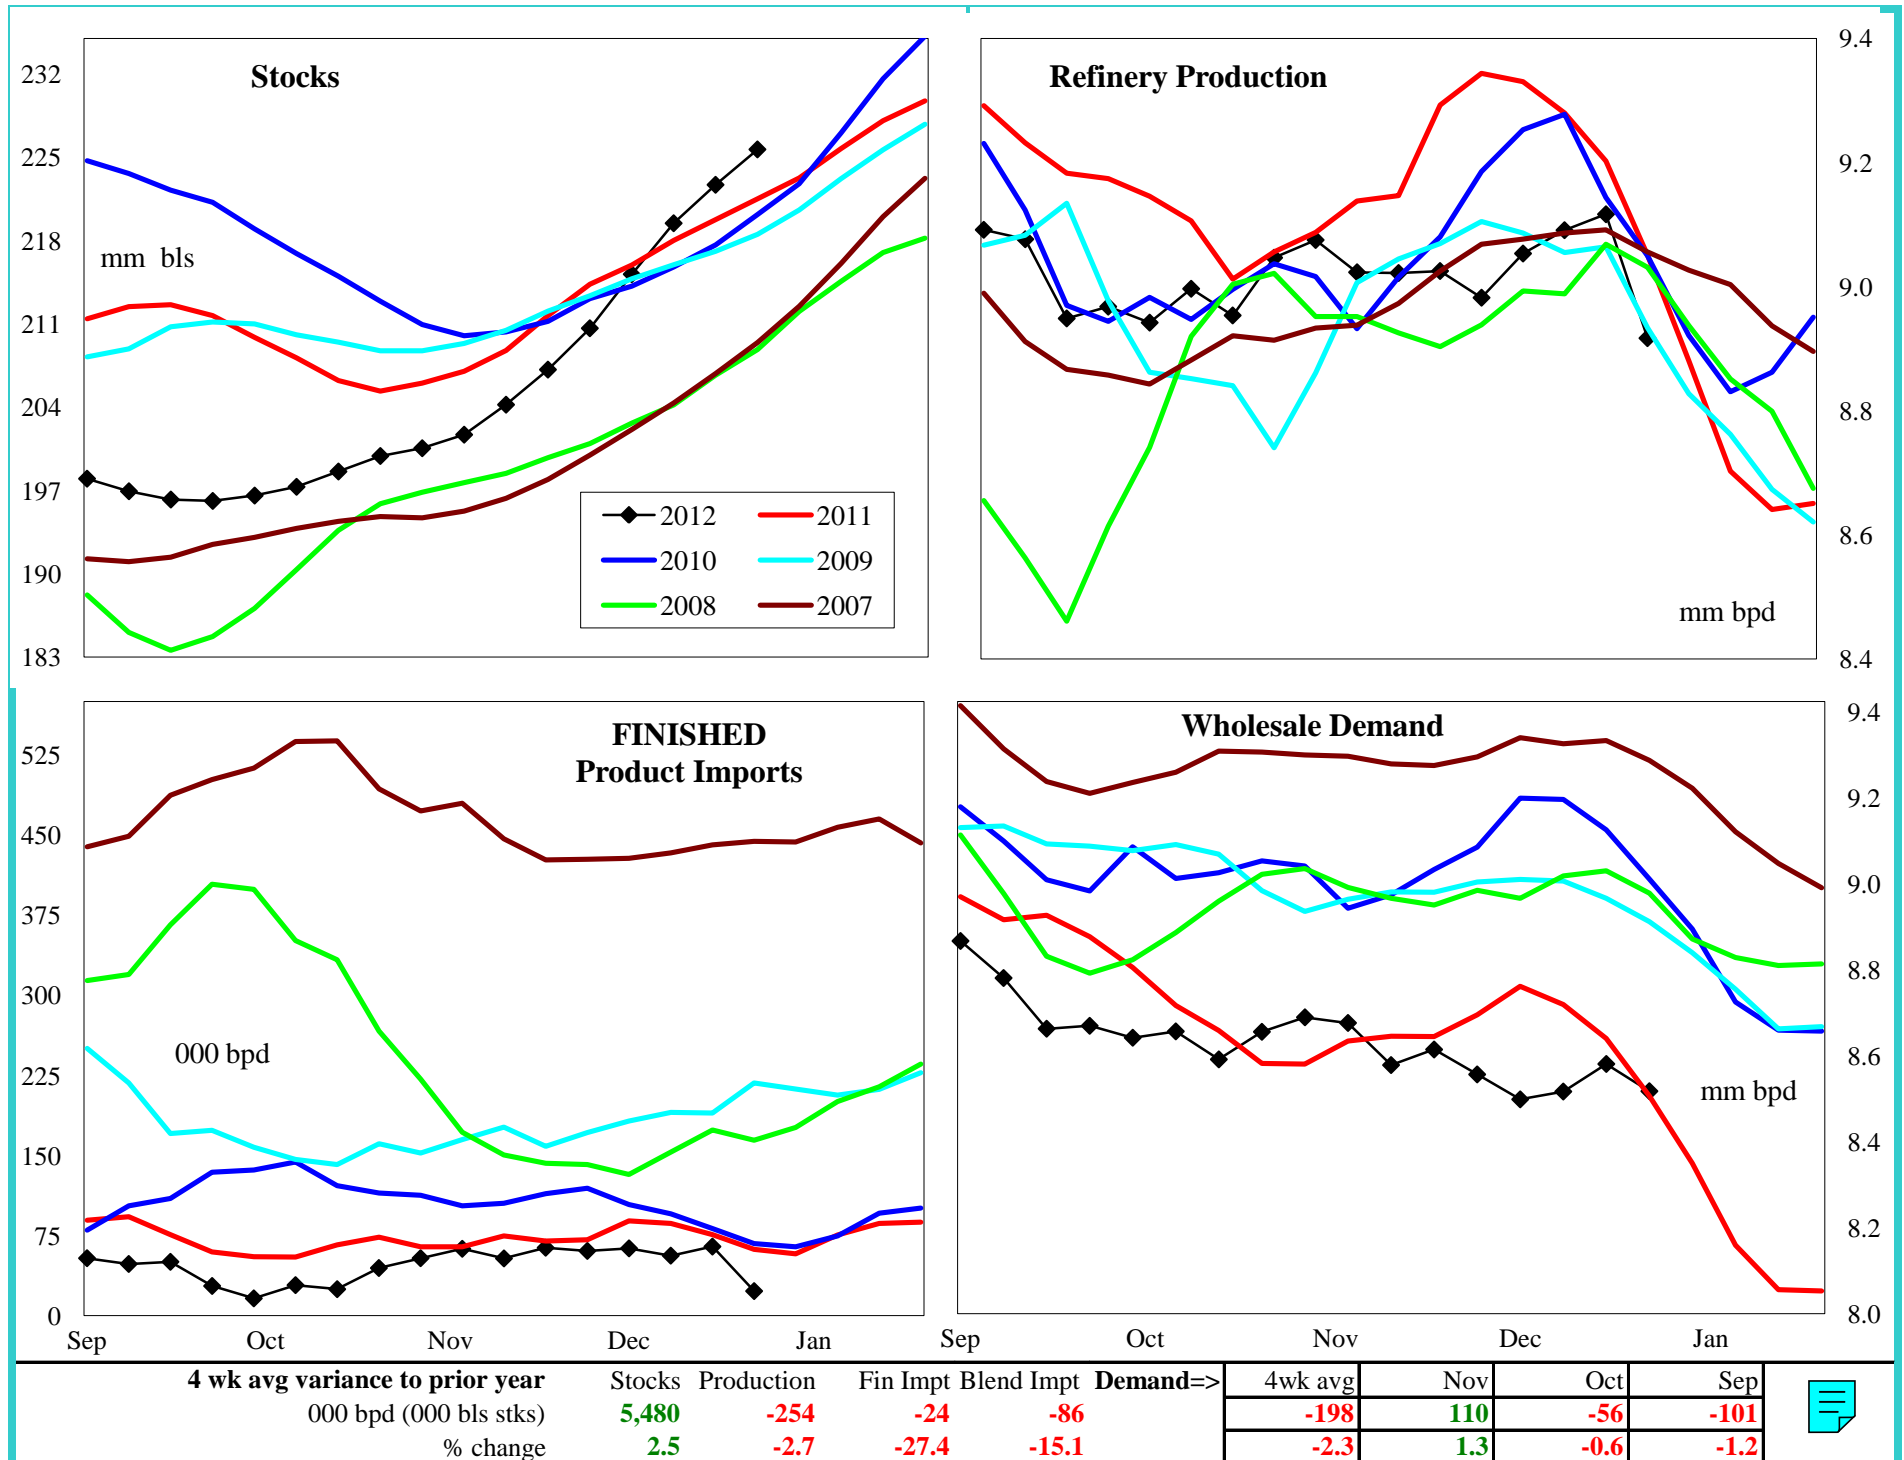 Stocks
mm bls
232
225
218
211
204
197
190
183
2012
2011
2010
2009
2008
2007
Refinery Production
mm bpd
9.4
9.2
9.0
8.8
8.6
8.4
FINISHED
Product Imports
000 bpd
525
450
375
300
225
150
75
0
Sep Oct Nov Dec Jan
Wholesale Demand
mm bpd
9.4
9.2
9.0
8.8
8.6
8.4
8.2
8.0
Sep Oct Nov Dec Jan
4 wk avg variance to prior year Stocks Production Fin Impt Blend Impt Demand=> 4wk avg Nov Oct Sep
000 bpd (000 bls stks) 5,480 -254 -24 -86 -198 110 -56 -101
% change 2.5 -2.7 -27.4 -15.1 -2.3 1.3 -0.6 -1.2